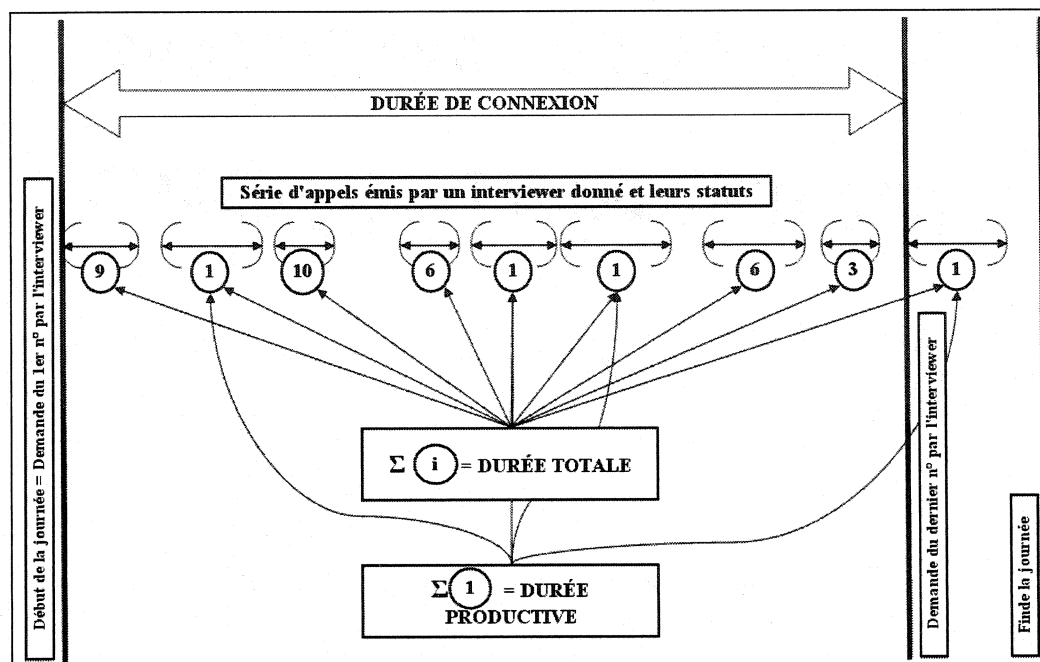 DURÉE DE CONNEXION
Série d'appels émis par un interviewer donné et leurs statuts
9 1 10 6 1 1 6 3 1
Début de la journée = Demande du 1er n° par l'interviewer
Demande du dernier n° par l'interviewer
Finde la journée
Σ i = DURÉE TOTALE
Σ 1 = DURÉE
PRODUCTIVE